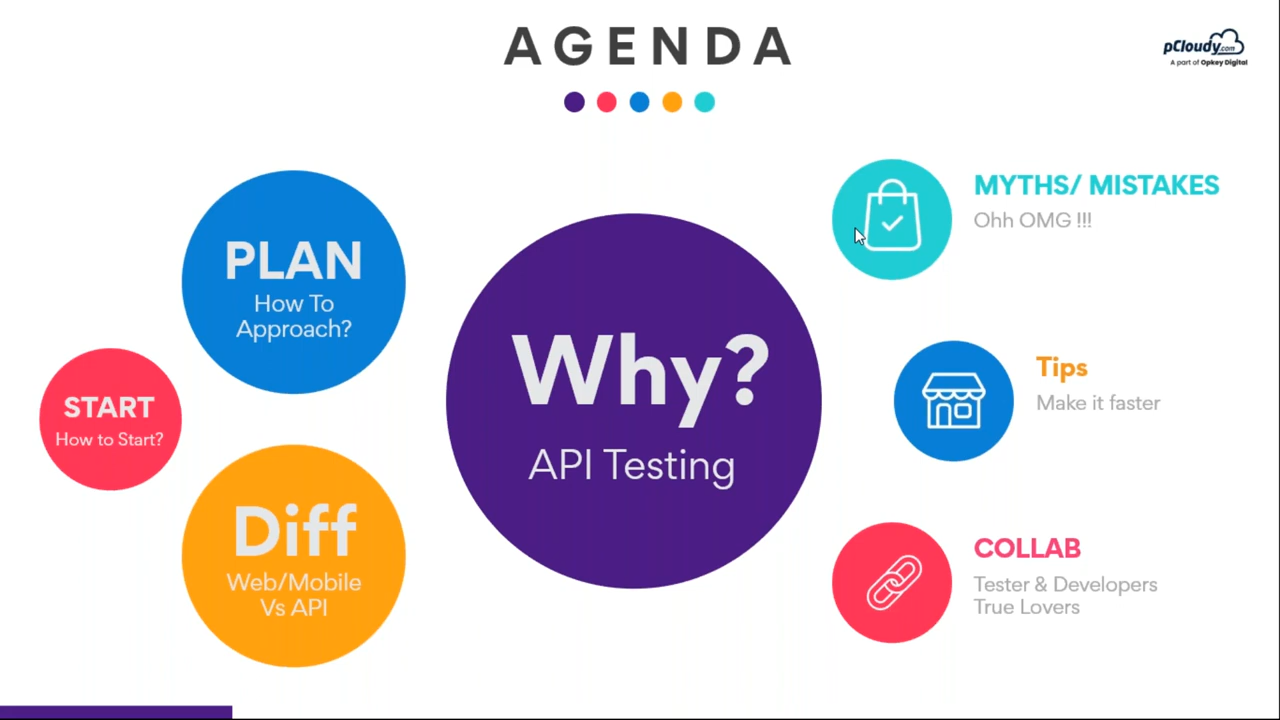 AGENDA
pCloudy.com
A part of Opkey Digital
START
How to Start?
PLAN
How To
Approach?
Diff
Web/Mobile
Vs API
Why?
API Testing
MYTHS/ MISTAKES
Ohh OMG !!!
Tips
Make it faster
COLLAB
Tester & Developers
True Lovers